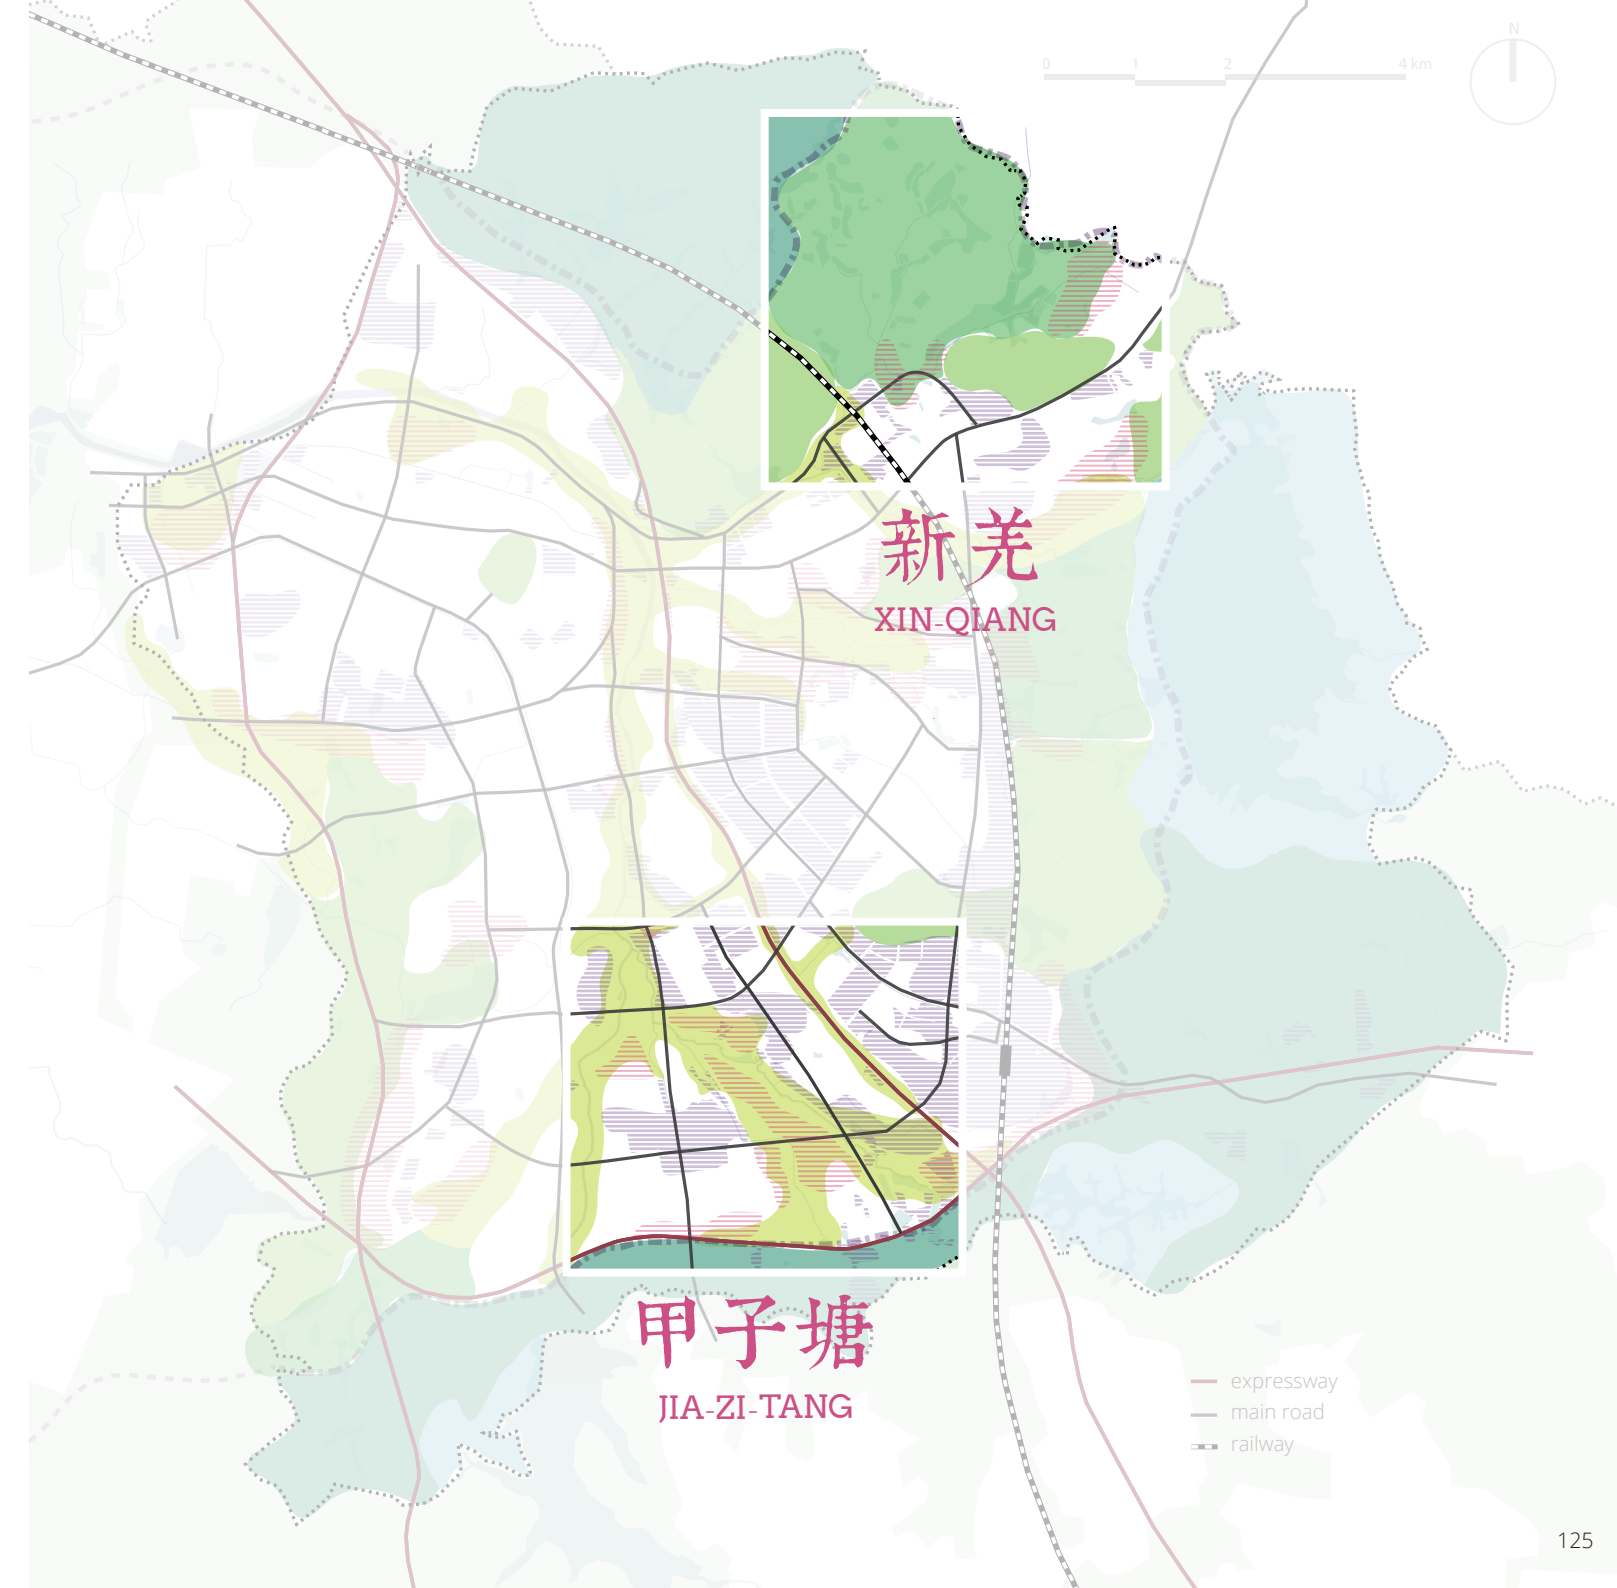 N
0 1 2 4 km
新羌
XIN-QIANG
甲子塘
JIA-ZI-TANG
expressway
main road
railway
125